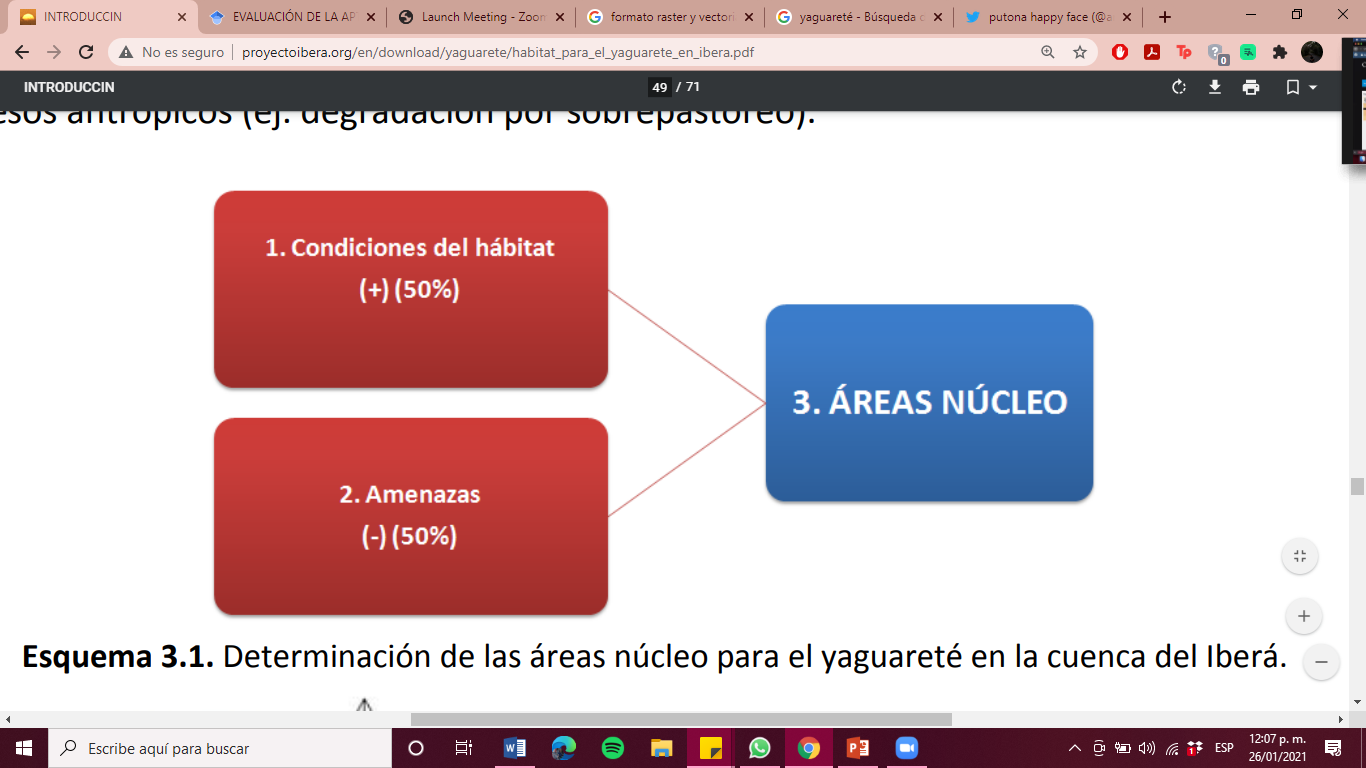 INTRODUCCIN
EVALUACIÓN DE LA AP
Launch Meeting - Zoom
formato raster y vectori
yaguareté - Búsqueda
putona happy face (@a
No es seguro
proyectoibera.org/en/download/yaguarete/habitat_para_el_yaguarete_en_ibera.pdf
INTRODUCCIN
49 / 71
esos antrópicos (ej. degradación por sobrepastoreo).
1. Condiciones del hábitat
(+) (50%)
2. Amenazas
(-) (50%)
3. ÁREAS NÚCLEO
Esquema 3.1. Determinación de las áreas núcleo para el yaguareté en la cuenca del Iberá.
Escribe aquí para buscar
ESP
12:07 p. m.
26/01/2021